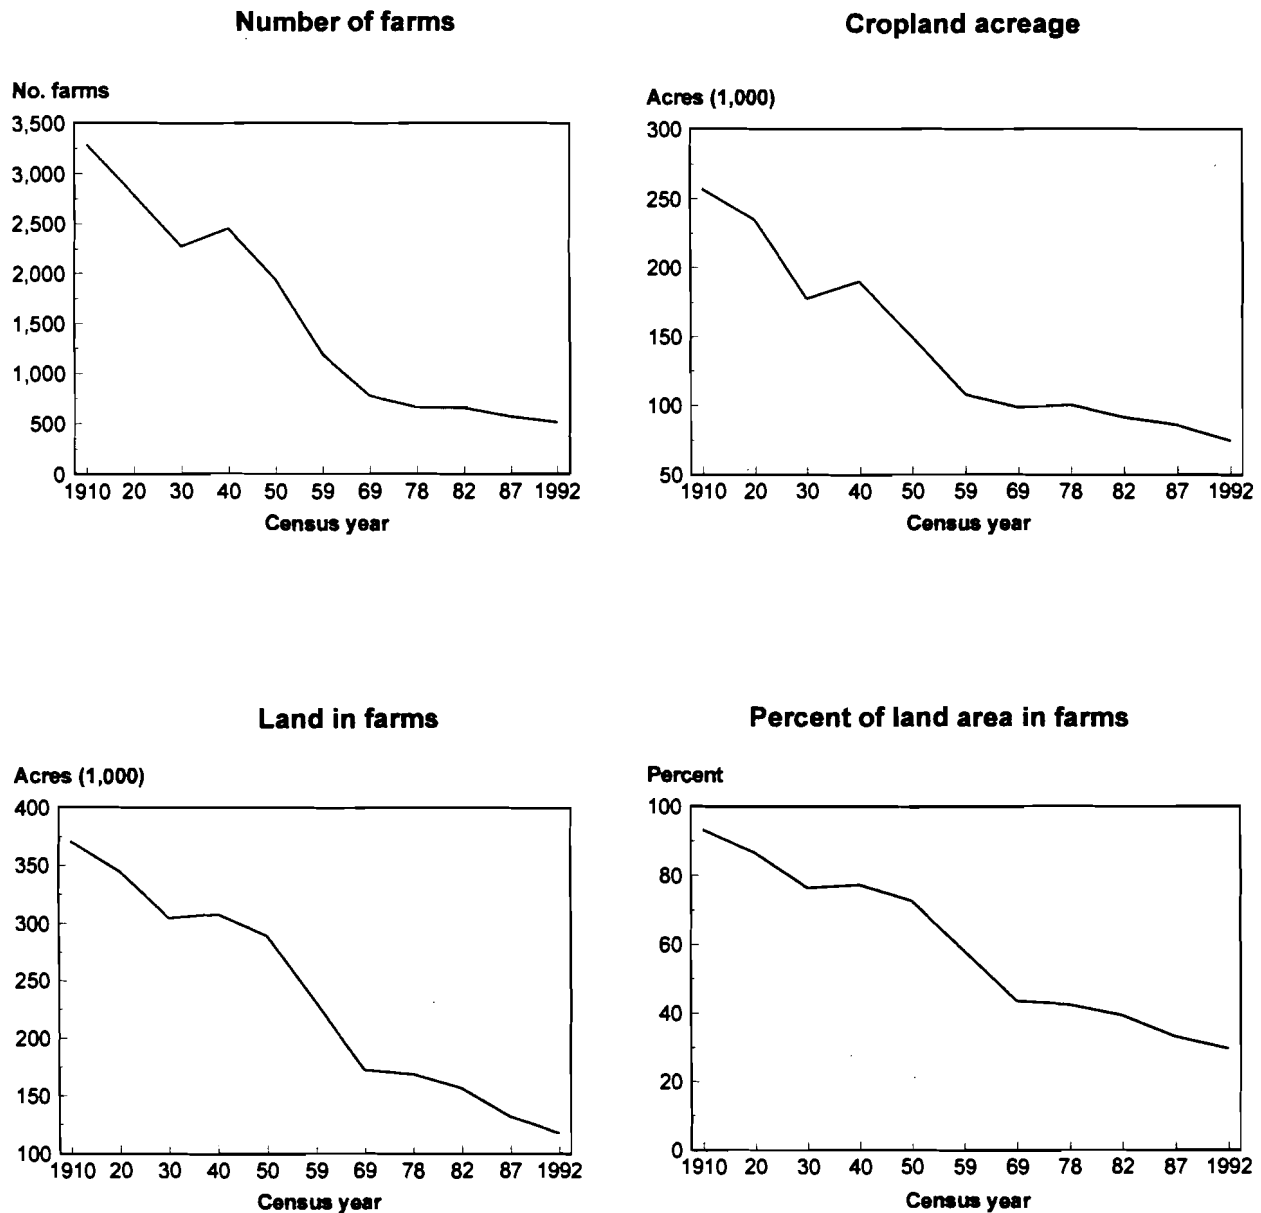 Number of farms
No. farms
3,500
3,000
2,500
2,000
1,500
1,000
500
0
1910 20 30 40 50 59 69 78 82 87 1992
Census year
Cropland acreage
Acres (1,000)
300
250
200
150
100
50
1910 20 30 40 50 59 69 78 82 87 1992
Census year
Land in farms
Acres (1,000)
400
350
300
250
200
150
100
1910 20 30 40 50 59 69 78 82 87 1992
Census year
Percent of land area in farms
Percent
100
80
60
40
20
0
1910 20 30 40 50 59 69 78 82 87 1992
Census year